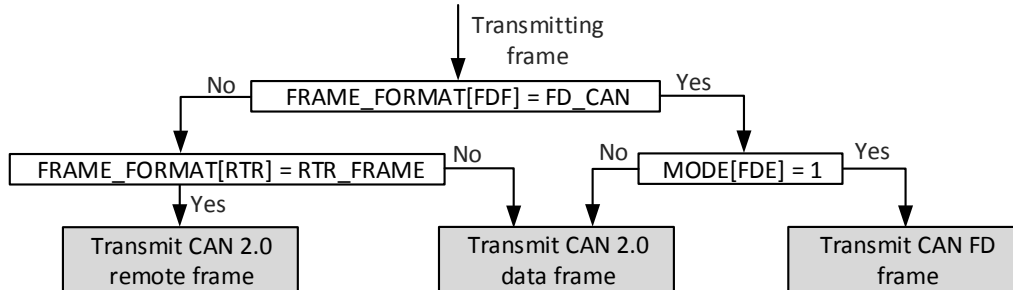 Transmitting
frame
No
Yes
FRAME_FORMAT[FDF] = FD_CAN
No
No
Yes
FRAME_FORMAT[RTR] = RTR_FRAME
MODE[FDE] = 1
Yes
Transmit CAN 2.0
remote frame
Transmit CAN 2.0
data frame
Transmit CAN FD
frame